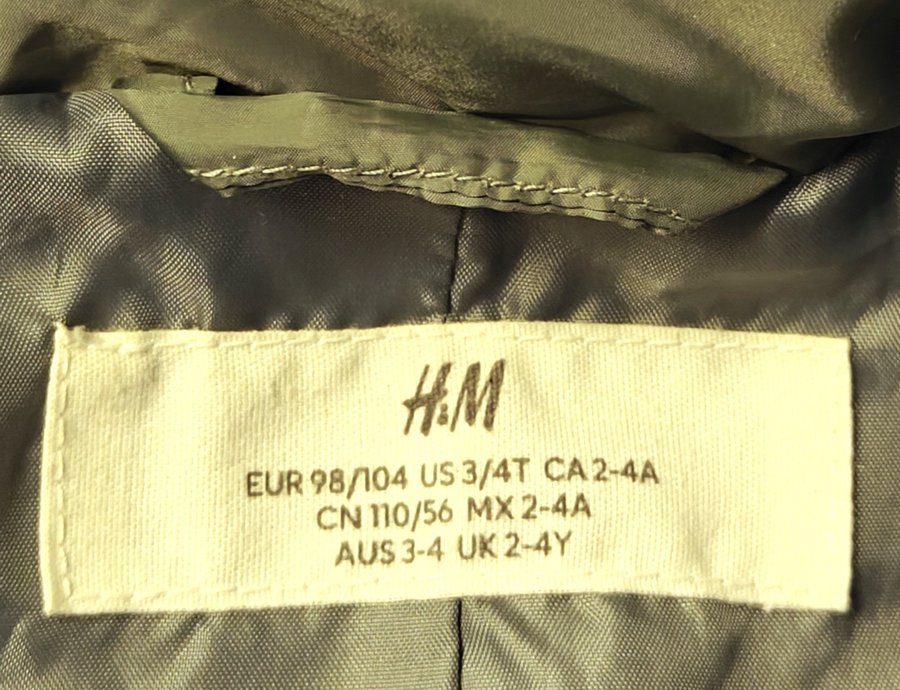 H&M
EUR 98/104 US 3/4T CA 2-4A
CN 110/56 MX 2-4A
AUS 3-4 UK 2-4Y